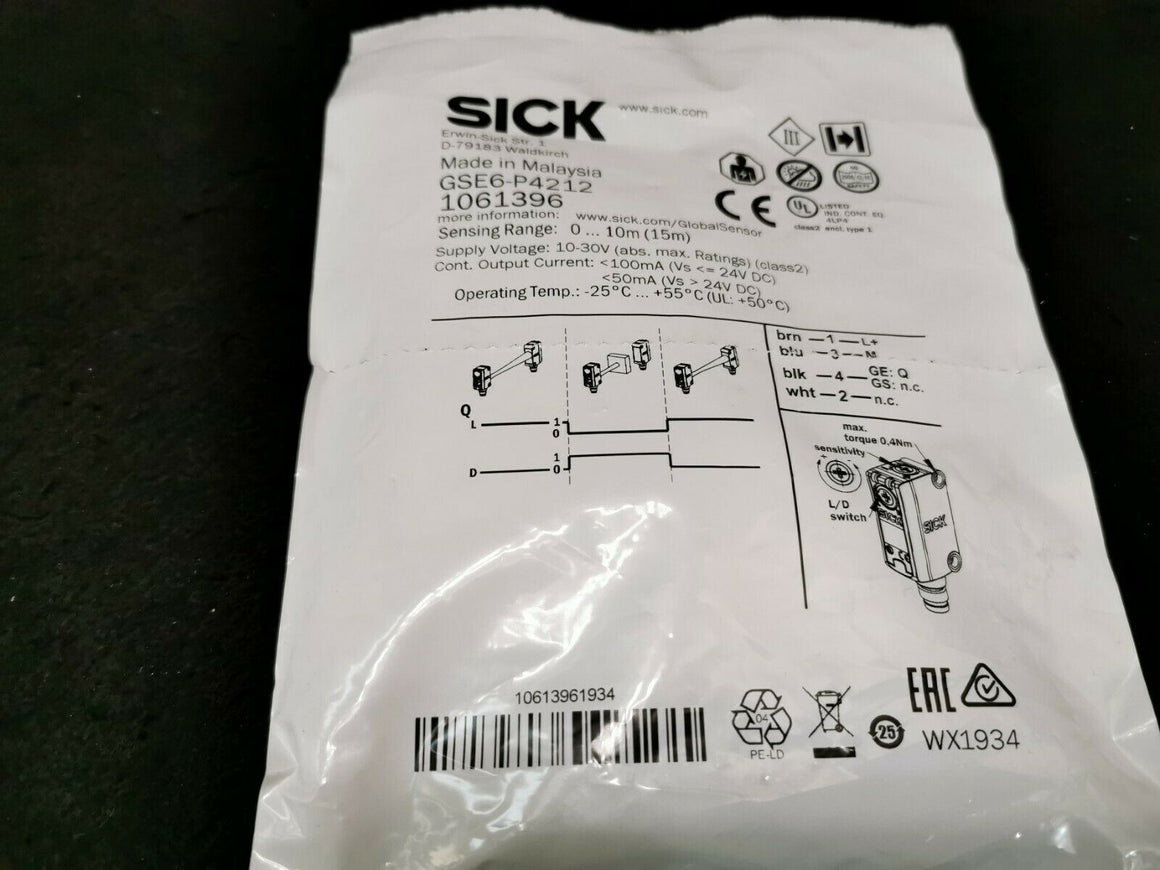 SICK www.sick.com
Erwin-Sick Str. 1
D-79183 Waldkirch
Made in Malaysia
GSE6-P4212
1061396
more information: www.sick.com/GlobalSensor
Sensing Range: 0 ... 10m (15m)
Supply Voltage: 10-30V (abs. max. Ratings) (class2)
Cont. Output Current: <100mA (Vs <= 24V DC)
<50mA (Vs > 24V DC)
Operating Temp.: -25°C ... +55°C (UL: +50°C)
III
CE
UL
LISTED
IND. CONT. EQ
4LP4
class2 encl. type 1
brn —1— L+
blu —3— M
blk —4— GE: Q
GS: n.c.
wht —2— n.c.
Q
L 1
0
D 1
0
max.
torque 0,4Nm
sensitivity
- +
L/D
switch
SICK
SICK
10613961934
04
PE-LD
25
EAC
WX1934